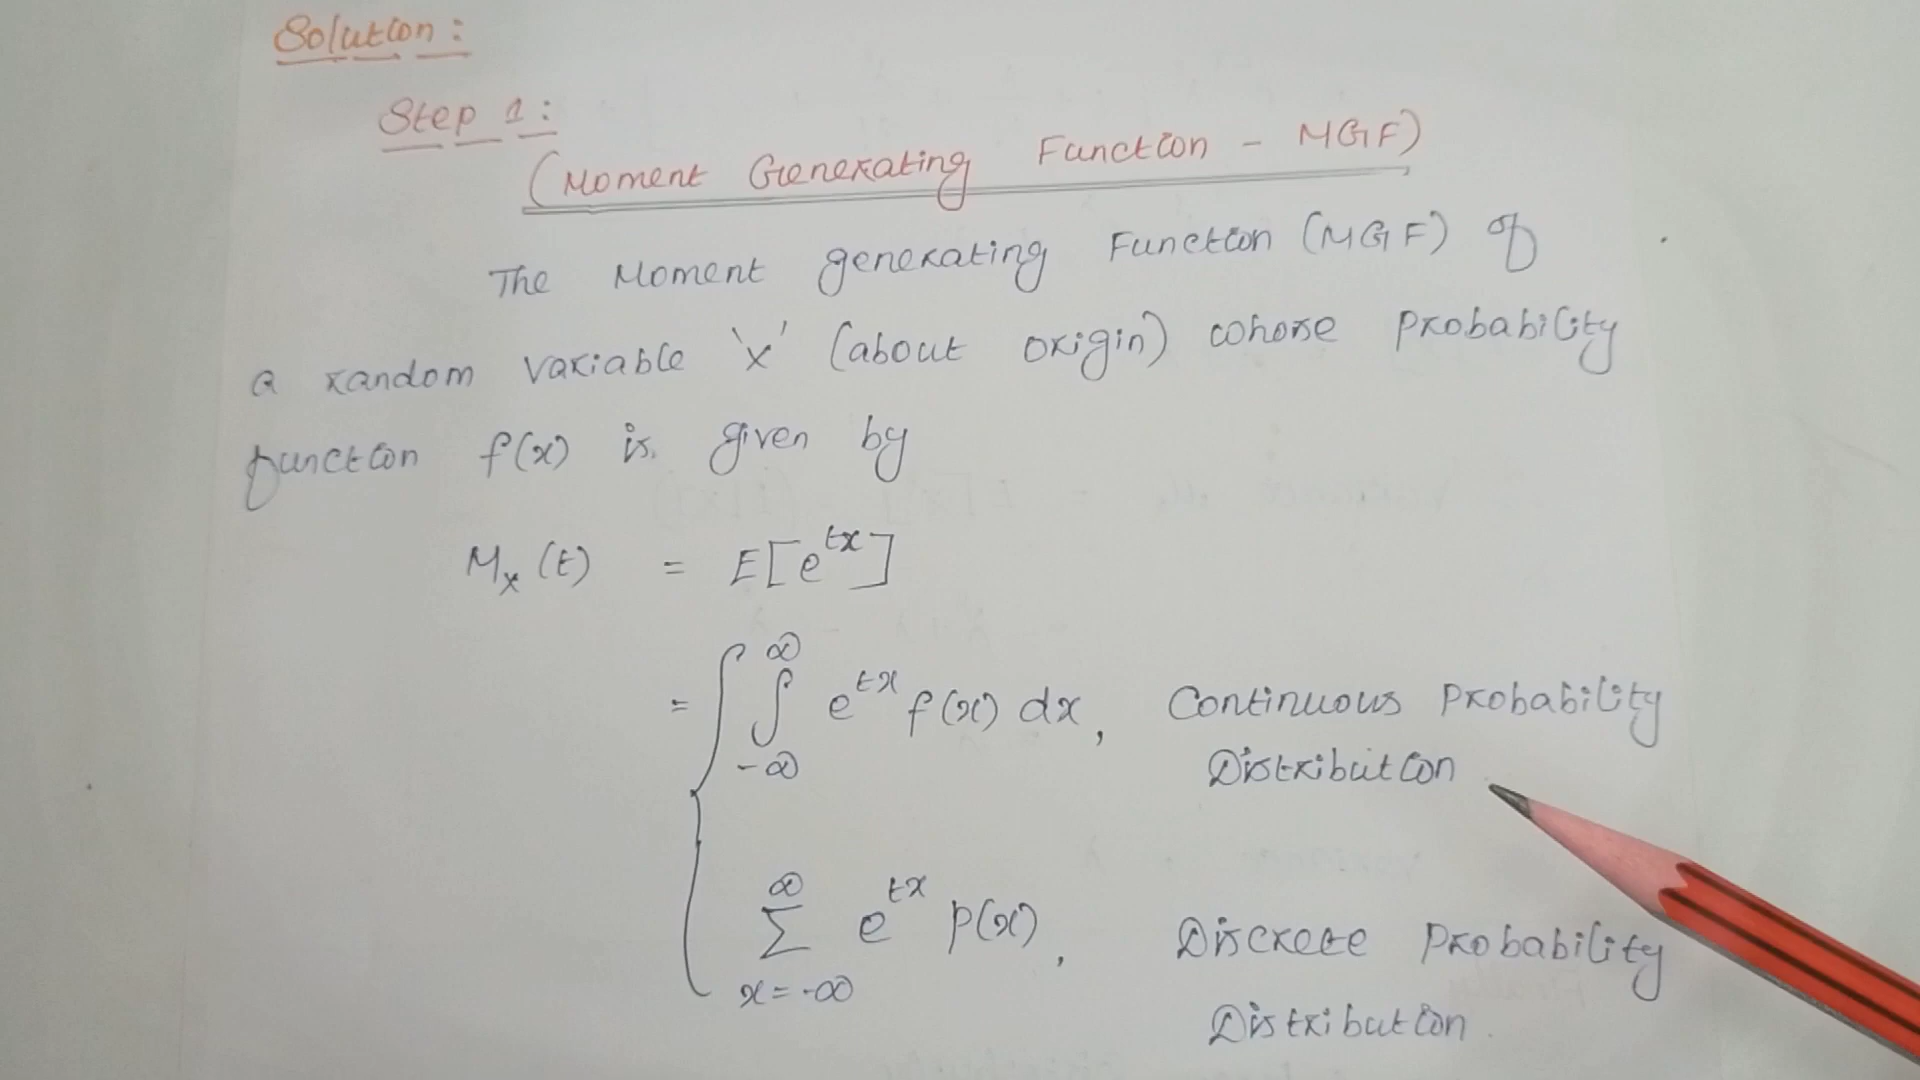 Solution:
Step 1:
(Moment Generating Function - MGF)
The Moment generating Function (MGF) of
a random variable 'x' (about origin) whose probability
function f(x) is given by
Mₓ(t) = E[e^{tx}]
= { ∫_{-∞}^{∞} e^{tx} f(x) dx, Continuous Probability
Distribution
∑_{x=-∞}^{∞} e^{tx} p(x), Discrete Probability
Distribution.